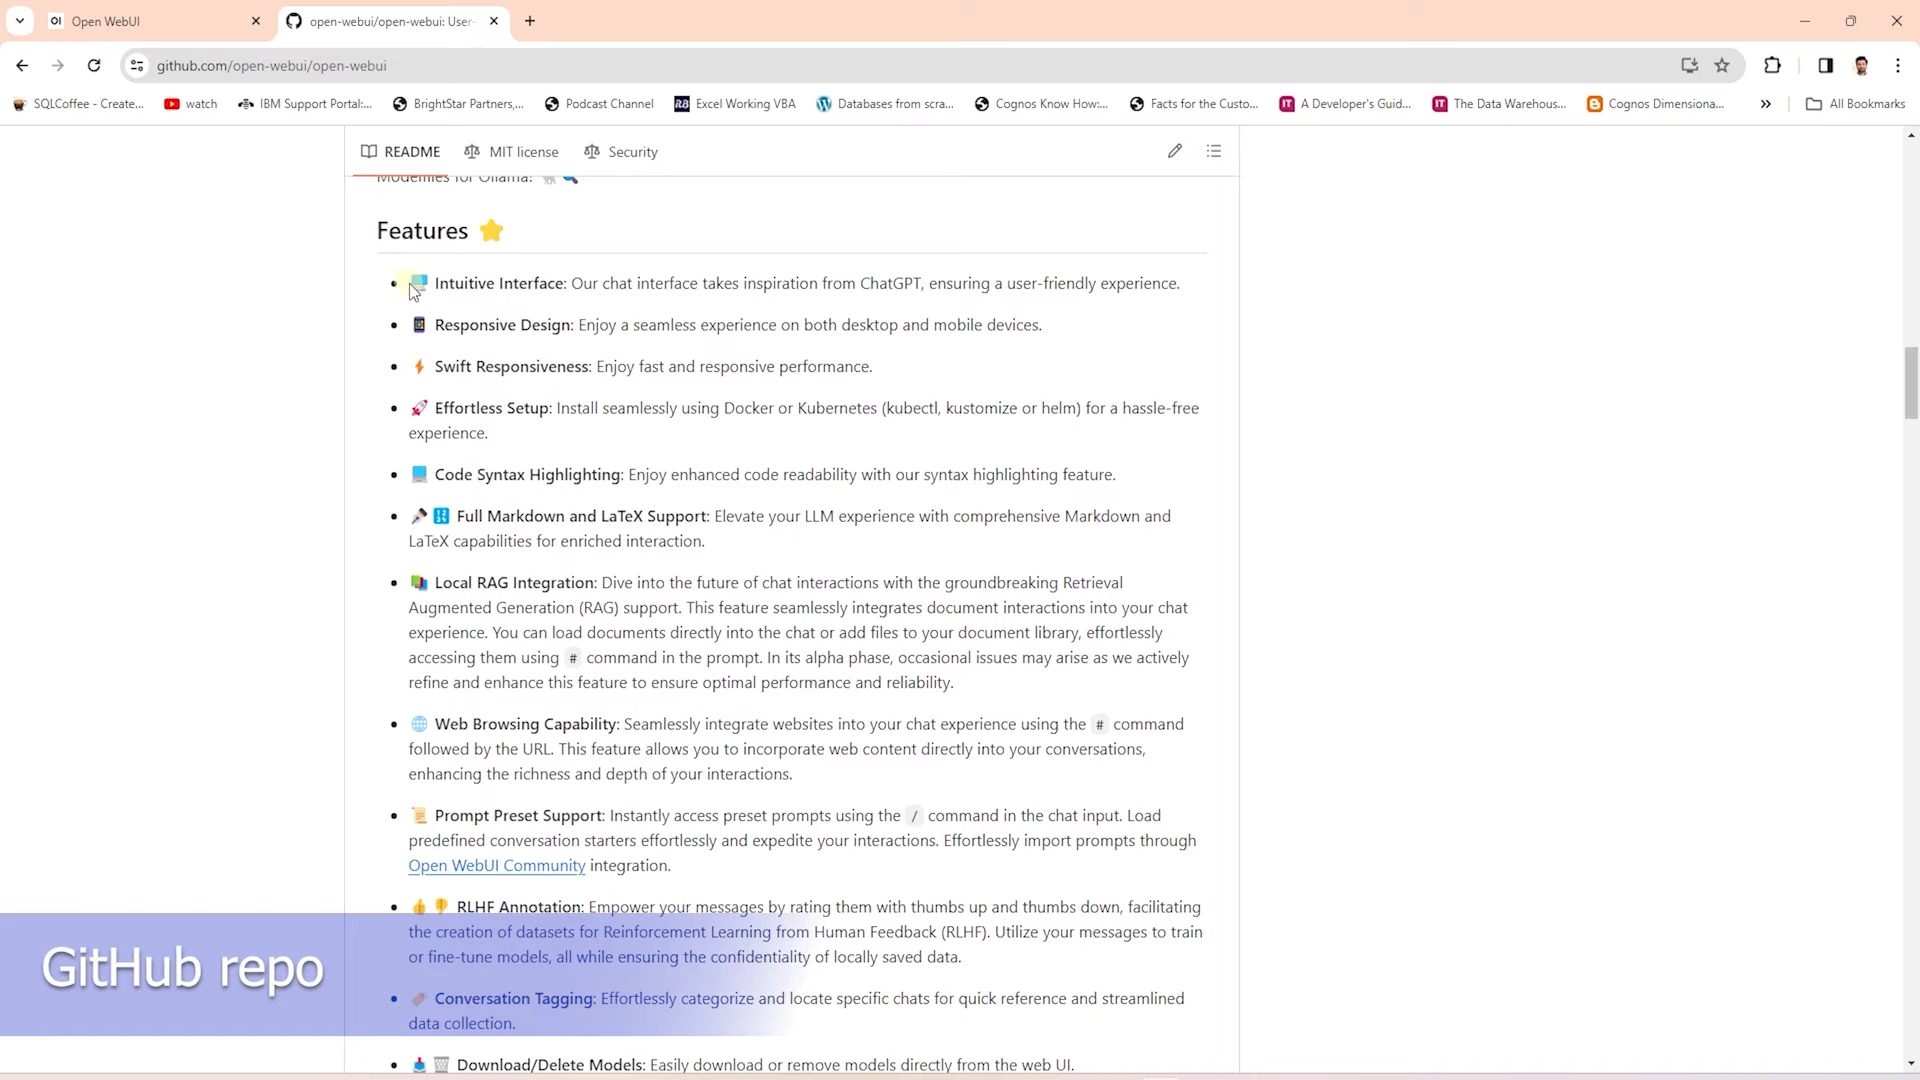 Open WebUI
open-webui/open-webui: User-
github.com/open-webui/open-webui
SQLCoffee - Create... watch IBM Support Portal:... BrightStar Partners,... Podcast Channel Excel Working VBA Databases from scra... Cognos Know How:... Facts for the Custo... A Developer's Guid... The Data Warehous... Cognos Dimensiona... » All Bookmarks
README MIT license Security
Modelfiles for Ollama.
Features
Intuitive Interface: Our chat interface takes inspiration from ChatGPT, ensuring a user-friendly experience.
Responsive Design: Enjoy a seamless experience on both desktop and mobile devices.
Swift Responsiveness: Enjoy fast and responsive performance.
Effortless Setup: Install seamlessly using Docker or Kubernetes (kubectl, kustomize or helm) for a hassle-free
experience.
Code Syntax Highlighting: Enjoy enhanced code readability with our syntax highlighting feature.
Full Markdown and LaTeX Support: Elevate your LLM experience with comprehensive Markdown and
LaTeX capabilities for enriched interaction.
Local RAG Integration: Dive into the future of chat interactions with the groundbreaking Retrieval
Augmented Generation (RAG) support. This feature seamlessly integrates document interactions into your chat
experience. You can load documents directly into the chat or add files to your document library, effortlessly
accessing them using # command in the prompt. In its alpha phase, occasional issues may arise as we actively
refine and enhance this feature to ensure optimal performance and reliability.
Web Browsing Capability: Seamlessly integrate websites into your chat experience using the # command
followed by the URL. This feature allows you to incorporate web content directly into your conversations,
enhancing the richness and depth of your interactions.
Prompt Preset Support: Instantly access preset prompts using the / command in the chat input. Load
predefined conversation starters effortlessly and expedite your interactions. Effortlessly import prompts through
Open WebUI Community integration.
RLHF Annotation: Empower your messages by rating them with thumbs up and thumbs down, facilitating
the creation of datasets for Reinforcement Learning from Human Feedback (RLHF). Utilize your messages to train
or fine-tune models, all while ensuring the confidentiality of locally saved data.
Conversation Tagging: Effortlessly categorize and locate specific chats for quick reference and streamlined
data collection.
Download/Delete Models: Easily download or remove models directly from the web UI.
GitHub repo